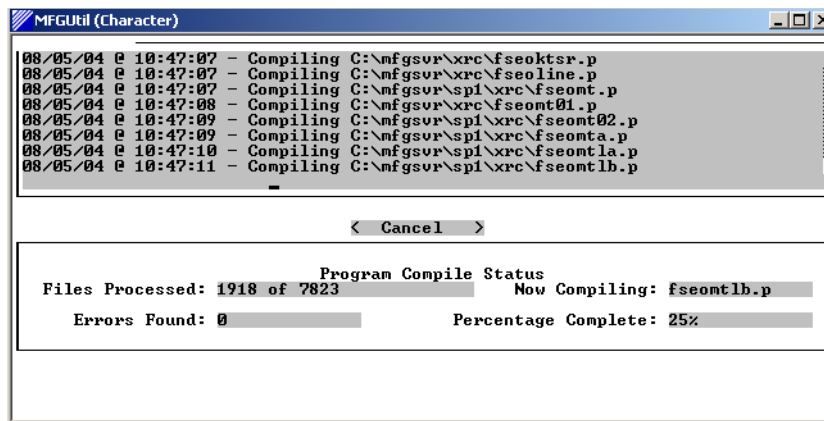 MFGUtil (Character)
08/05/04 @ 10:47:07 - Compiling C:\mfgsvr\xrc\fseoktsr.p
08/05/04 @ 10:47:07 - Compiling C:\mfgsvr\xrc\fseoline.p
08/05/04 @ 10:47:07 - Compiling C:\mfgsvr\sp1\xrc\fseomt.p
08/05/04 @ 10:47:08 - Compiling C:\mfgsvr\xrc\fseomt01.p
08/05/04 @ 10:47:09 - Compiling C:\mfgsvr\sp1\xrc\fseomt02.p
08/05/04 @ 10:47:09 - Compiling C:\mfgsvr\sp1\xrc\fseomta.p
08/05/04 @ 10:47:10 - Compiling C:\mfgsvr\sp1\xrc\fseomtla.p
08/05/04 @ 10:47:11 - Compiling C:\mfgsvr\sp1\xrc\fseomtlb.p
< Cancel >
Program Compile Status
Files Processed: 1918 of 7823 Now Compiling: fseomtlb.p
Errors Found: 0 Percentage Complete: 25%